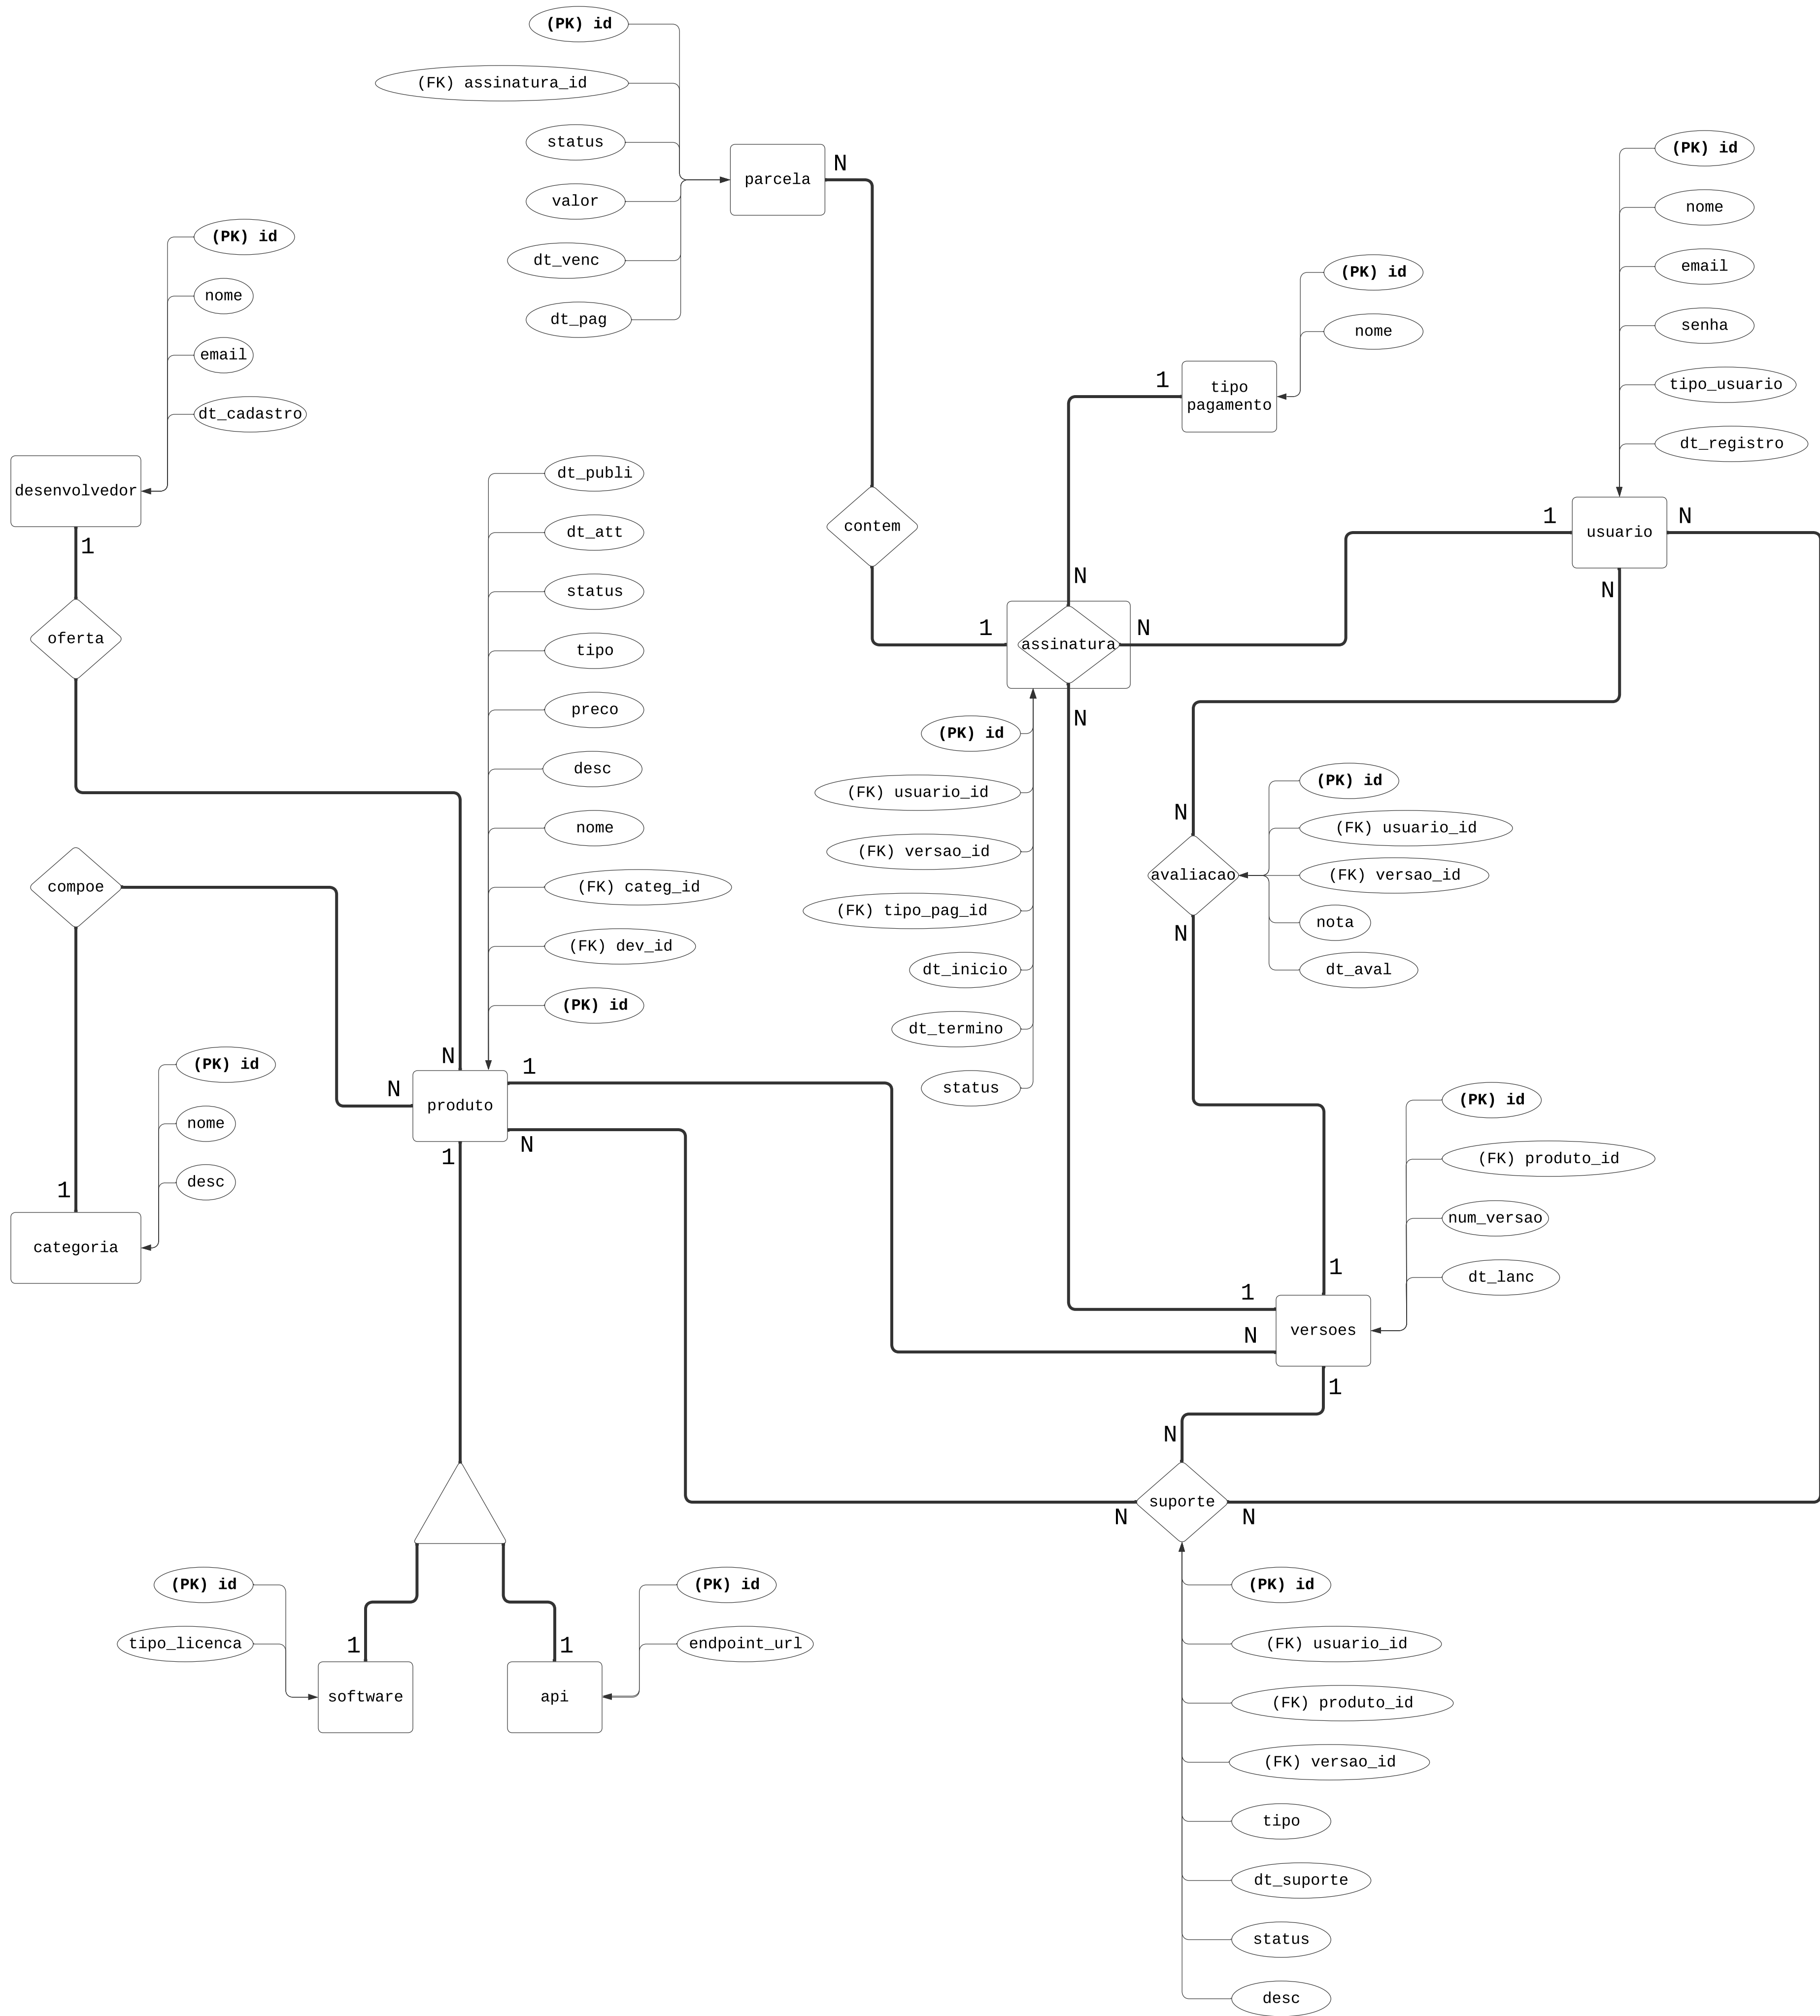 (PK) id
(FK) assinatura_id
status
valor
dt_venc
dt_pag
parcela
N
(PK) id
nome
email
senha
tipo_usuario
dt_registro
(PK) id
nome
email
dt_cadastro
desenvolvedor
1
oferta
(PK) id
nome
tipo
pagamento
1
contem
1
usuario
N
N
dt_publi
dt_att
status
tipo
preco
desc
nome
(FK) categ_id
(FK) dev_id
(PK) id
N
1
assinatura
N
N
(PK) id
(FK) usuario_id
(FK) versao_id
(FK) tipo_pag_id
dt_inicio
dt_termino
status
N
avaliacao
N
(PK) id
(FK) usuario_id
(FK) versao_id
nota
dt_aval
compoe
(PK) id
nome
desc
1
categoria
N
N
produto
1
N
1
(PK) id
(FK) produto_id
num_versao
dt_lanc
1
1
N
versoes
1
N
suporte
N
N
(PK) id
tipo_licenca
1
software
(PK) id
endpoint_url
1
api
(PK) id
(FK) usuario_id
(FK) produto_id
(FK) versao_id
tipo
dt_suporte
status
desc